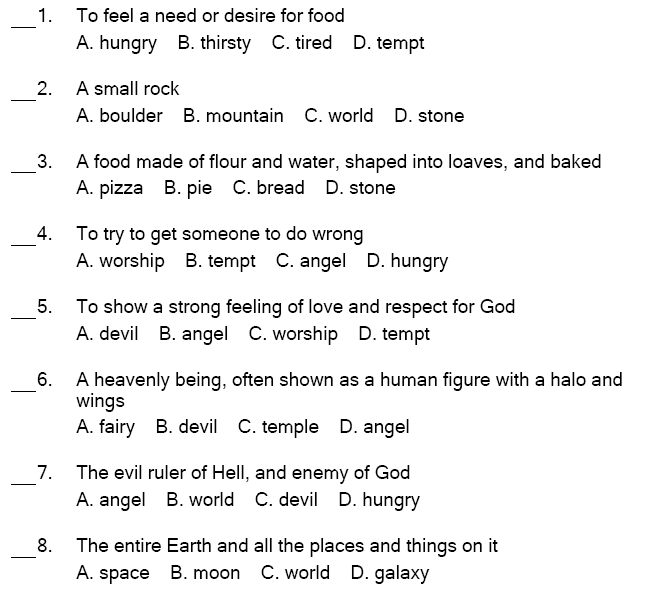 ___1. To feel a need or desire for food
A. hungry B. thirsty C. tired D. tempt
___2. A small rock
A. boulder B. mountain C. world D. stone
___3. A food made of flour and water, shaped into loaves, and baked
A. pizza B. pie C. bread D. stone
___4. To try to get someone to do wrong
A. worship B. tempt C. angel D. hungry
___5. To show a strong feeling of love and respect for God
A. devil B. angel C. worship D. tempt
___6. A heavenly being, often shown as a human figure with a halo and
wings
A. fairy B. devil C. temple D. angel
___7. The evil ruler of Hell, and enemy of God
A. angel B. world C. devil D. hungry
___8. The entire Earth and all the places and things on it
A. space B. moon C. world D. galaxy